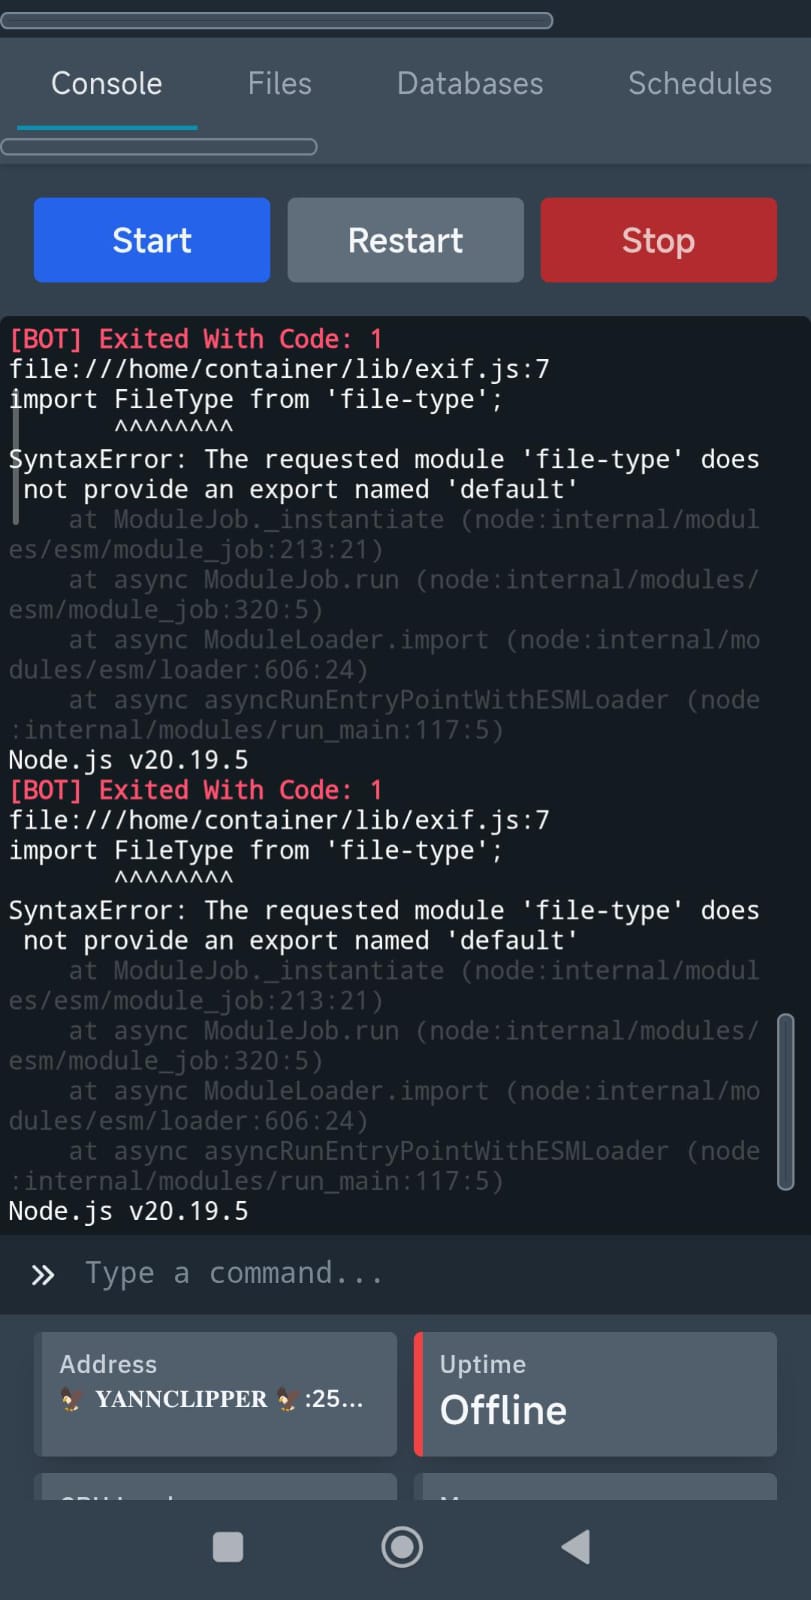 Console Files Databases Schedules
Start Restart Stop
[BOT] Exited With Code: 1
file:///home/container/lib/exif.js:7
import FileType from 'file-type';
       ^^^^^^^^
SyntaxError: The requested module 'file-type' does
 not provide an export named 'default'
    at ModuleJob._instantiate (node:internal/modul
es/esm/module_job:213:21)
    at async ModuleJob.run (node:internal/modules/
esm/module_job:320:5)
    at async ModuleLoader.import (node:internal/mo
dules/esm/loader:606:24)
    at async asyncRunEntryPointWithESMLoader (node
:internal/modules/run_main:117:5)
Node.js v20.19.5
[BOT] Exited With Code: 1
file:///home/container/lib/exif.js:7
import FileType from 'file-type';
       ^^^^^^^^
SyntaxError: The requested module 'file-type' does
 not provide an export named 'default'
    at ModuleJob._instantiate (node:internal/modul
es/esm/module_job:213:21)
    at async ModuleJob.run (node:internal/modules/
esm/module_job:320:5)
    at async ModuleLoader.import (node:internal/mo
dules/esm/loader:606:24)
    at async asyncRunEntryPointWithESMLoader (node
:internal/modules/run_main:117:5)
Node.js v20.19.5
» Type a command...
Address
🦅 𝐘𝐀𝐍𝐍𝐂𝐋𝐈𝐏𝐏𝐄𝐑 🦅:25...
Uptime
Offline